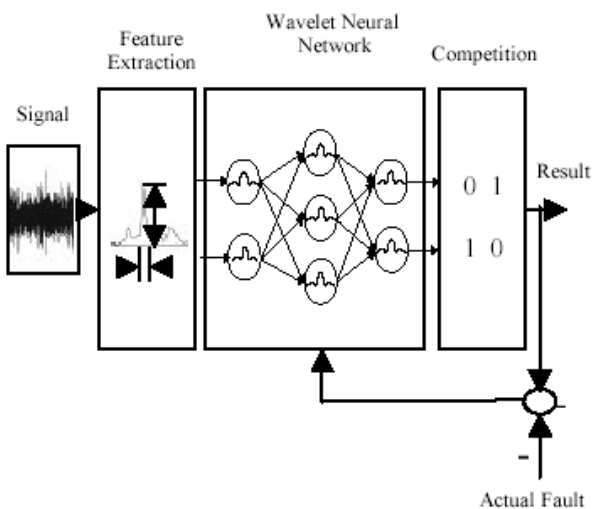 Wavelet Neural
Network
Feature
Extraction
Competition
Signal
Result
0 1
1 0
-
Actual Fault